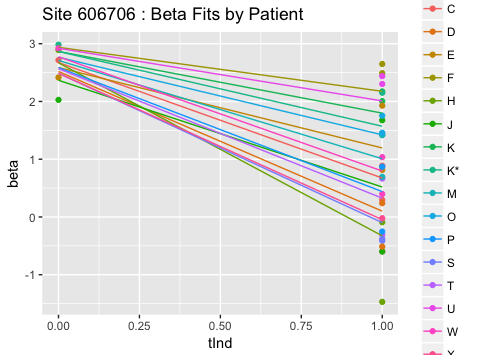 Site 606706 : Beta Fits by Patient
3
2
1
0
-1
beta
0.00
0.25
0.50
0.75
1.00
tInd
C
D
E
F
H
J
K
K*
M
O
P
S
T
U
W